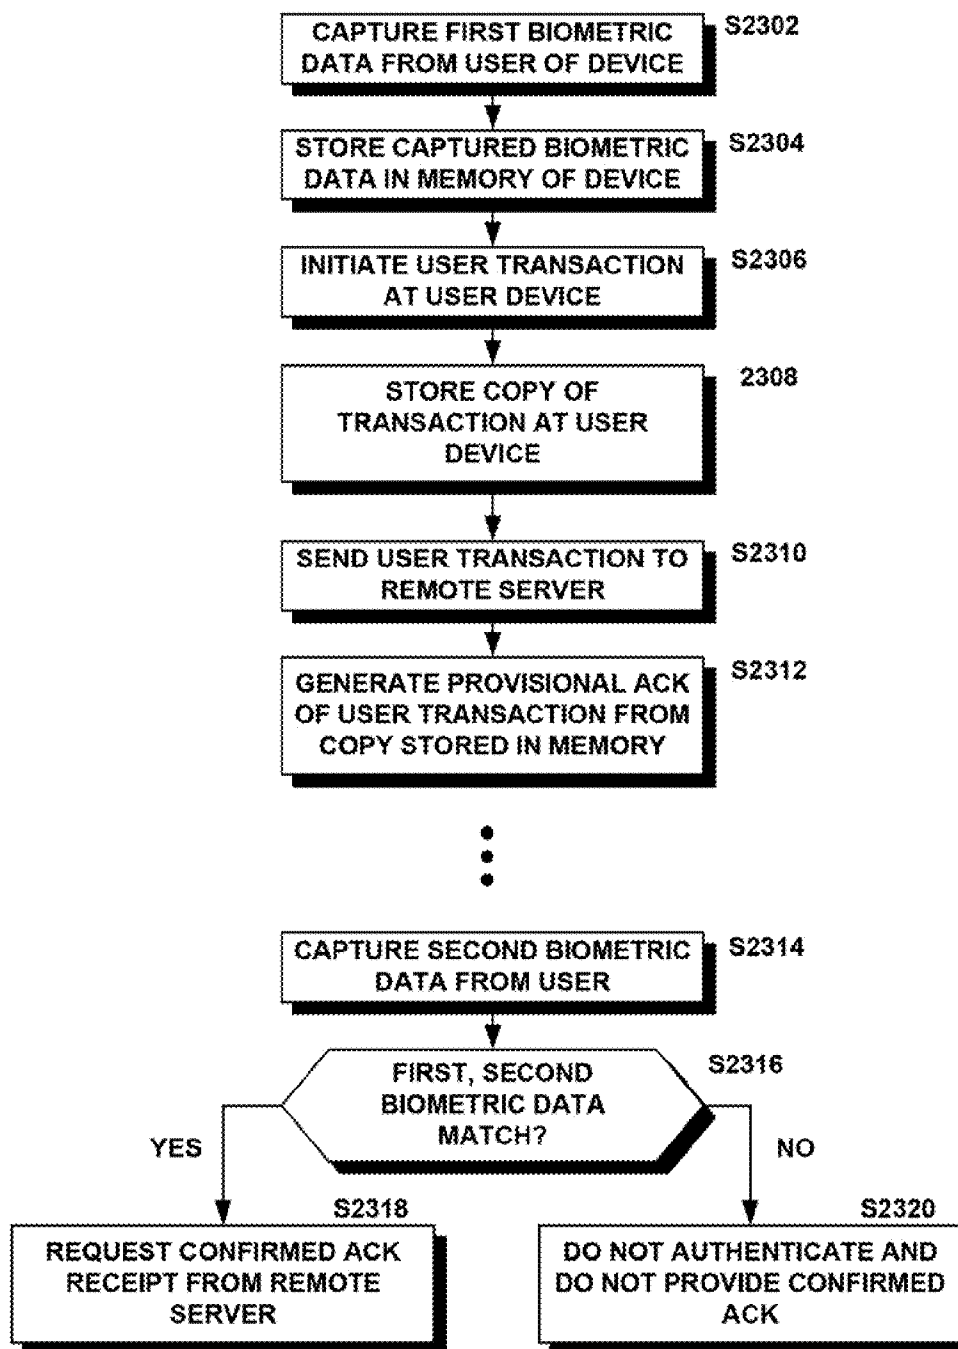 CAPTURE FIRST BIOMETRIC
DATA FROM USER OF DEVICE
S2302
STORE CAPTURED BIOMETRIC
DATA IN MEMORY OF DEVICE
S2304
INITIATE USER TRANSACTION
AT USER DEVICE
S2306
STORE COPY OF
TRANSACTION AT USER
DEVICE
2308
SEND USER TRANSACTION TO
REMOTE SERVER
S2310
GENERATE PROVISIONAL ACK
OF USER TRANSACTION FROM
COPY STORED IN MEMORY
S2312
CAPTURE SECOND BIOMETRIC
DATA FROM USER
S2314
FIRST, SECOND
BIOMETRIC DATA
MATCH?
S2316
YES
NO
S2318
REQUEST CONFIRMED ACK
RECEIPT FROM REMOTE
SERVER
S2320
DO NOT AUTHENTICATE AND
DO NOT PROVIDE CONFIRMED
ACK